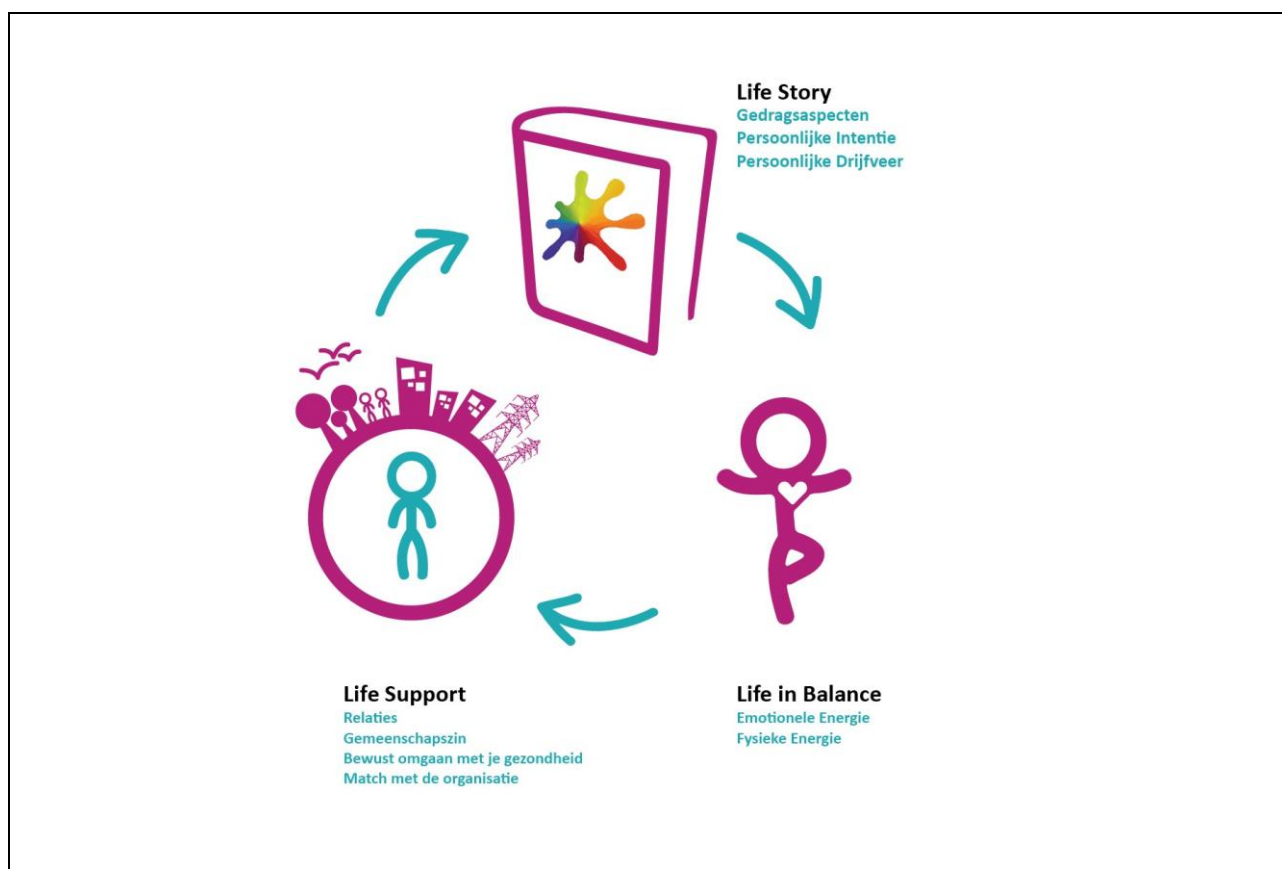 Life Story
Gedragsaspecten
Persoonlijke Intentie
Persoonlijke Drijfveer
Life Support
Relaties
Gemeenschapszin
Bewust omgaan met je gezondheid
Match met de organisatie
Life in Balance
Emotionele Energie
Fysieke Energie